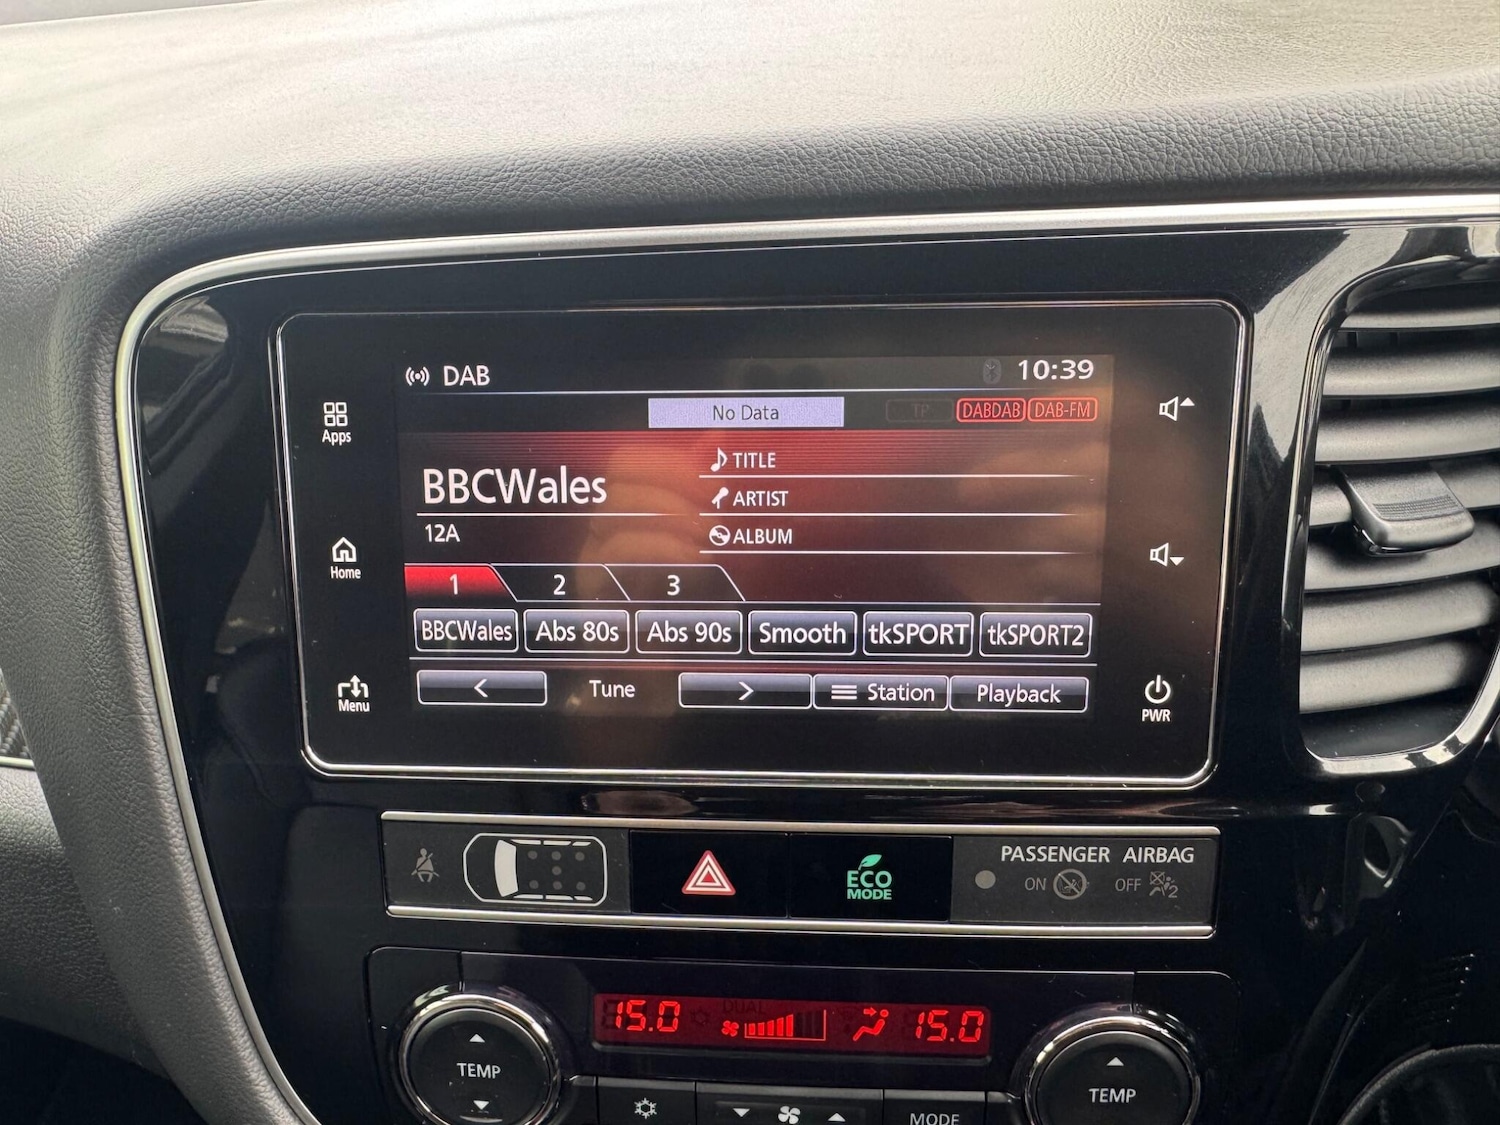 DAB
10:39
No Data
TP
DABDAB
DAB-FM
Apps
BBCWales
TITLE
ARTIST
12A
ALBUM
Home
1
2
3
BBCWales
Abs 80s
Abs 90s
Smooth
tkSPORT
tkSPORT2
<
Tune
>
Station
Playback
Menu
PWR
PASSENGER AIRBAG
ON
OFF
2
ECO
MODE
15.0
DUAL
15.0
TEMP
TEMP
MODE